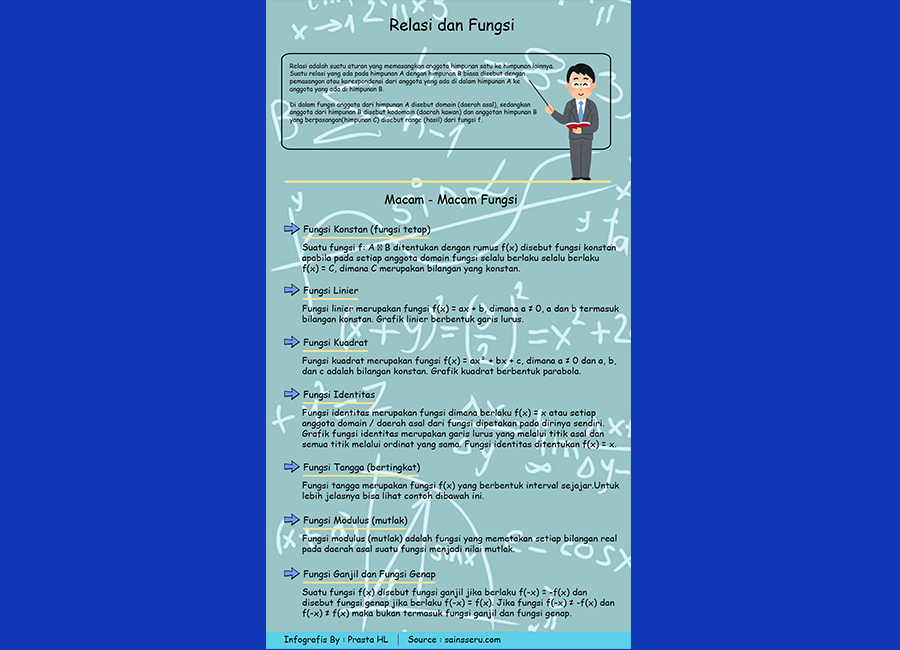 Relasi dan Fungsi
Relasi adalah suatu aturan yang memasangkan anggota himpunan satu ke himpunan lainnya.
Suatu relasi yang ada pada himpunan A dengan himpunan B biasa disebut dengan
pemasangan atau korespondensi dari anggota yang ada di dalam himpunan A ke
anggota yang ada di himpunan B.
Di dalam fungsi anggota dari himpunan A disebut domain (daerah asal), sedangkan
anggota dari himpunan B disebut kodomain (daerah kawan) dan anggotan himpunan B
yang berpasangan(himpunan C) disebut range (hasil) dari fungsi f.
Macam - Macam Fungsi
Fungsi Konstan (fungsi tetap)
Suatu fungsi f: A B ditentukan dengan rumus f(x) disebut fungsi konstan
apabila pada setiap anggota domain fungsi selalu berlaku selalu berlaku
f(x) = C, dimana C merupakan bilangan yang konstan.
Fungsi Linier
Fungsi linier merupakan fungsi f(x) = ax + b, dimana a ≠ 0, a dan b termasuk
bilangan konstan. Grafik linier berbentuk garis lurus.
Fungsi Kuadrat
Fungsi kuadrat merupakan fungsi f(x) = ax² + bx + c, dimana a ≠ 0 dan a, b,
dan c adalah bilangan konstan. Grafik kuadrat berbentuk parabola.
Fungsi Identitas
Fungsi identitas merupakan fungsi dimana berlaku f(x) = x atau setiap
anggota domain / daerah asal dari fungsi dipetakan pada dirinya sendiri.
Grafik fungsi identitas merupakan garis lurus yang melalui titik asal dan
semua titik melalui ordinat yang sama. Fungsi identitas ditentukan f(x) = x.
Fungsi Tangga (bertingkat)
Fungsi tangga merupakan fungsi f(x) yang berbentuk interval sejajar.Untuk
lebih jelasnya bisa lihat contoh dibawah ini.
Fungsi Modulus (mutlak)
Fungsi modulus (mutlak) adalah fungsi yang memetakan setiap bilangan real
pada daerah asal suatu fungsi menjadi nilai mutlak.
Fungsi Ganjil dan Fungsi Genap
Suatu fungsi f(x) disebut fungsi ganjil jika berlaku f(-x) = -f(x) dan
disebut fungsi genap jika berlaku f(-x) = f(x). Jika fungsi f(-x) ≠ -f(x) dan
f(-x) ≠ f(x) maka bukan termasuk fungsi ganjil dan fungsi genap.
Infografis By : Prasta HL | Source : sainsseru.com